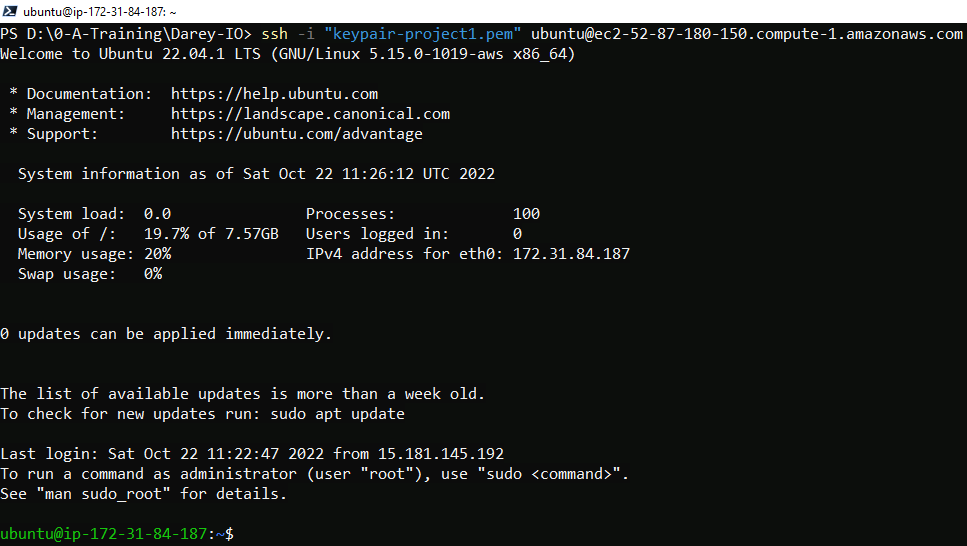 ubuntu@ip-172-31-84-187: ~
PS D:\0-A-Training\Darey-IO> ssh -i "keypair-project1.pem" ubuntu@ec2-52-87-180-150.compute-1.amazonaws.com
Welcome to Ubuntu 22.04.1 LTS (GNU/Linux 5.15.0-1019-aws x86_64)

 * Documentation:  https://help.ubuntu.com
 * Management:     https://landscape.canonical.com
 * Support:        https://ubuntu.com/advantage

  System information as of Sat Oct 22 11:26:12 UTC 2022

  System load:  0.0               Processes:             100
  Usage of /:   19.7% of 7.57GB   Users logged in:       0
  Memory usage: 20%               IPv4 address for eth0: 172.31.84.187
  Swap usage:   0%

0 updates can be applied immediately.

The list of available updates is more than a week old.
To check for new updates run: sudo apt update

Last login: Sat Oct 22 11:22:47 2022 from 15.181.145.192
To run a command as administrator (user "root"), use "sudo <command>".
See "man sudo_root" for details.

ubuntu@ip-172-31-84-187:~$